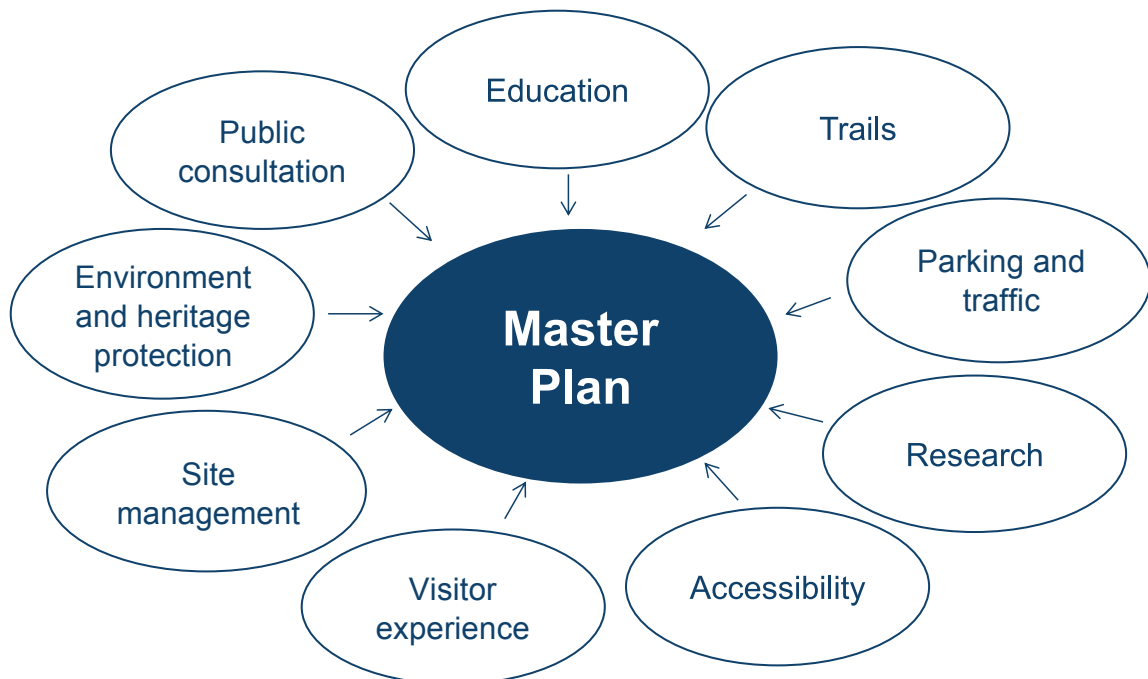 Education
Trails
Public
consultation
Parking and
traffic
Environment
and heritage
protection
Master
Plan
Research
Site
management
Accessibility
Visitor
experience